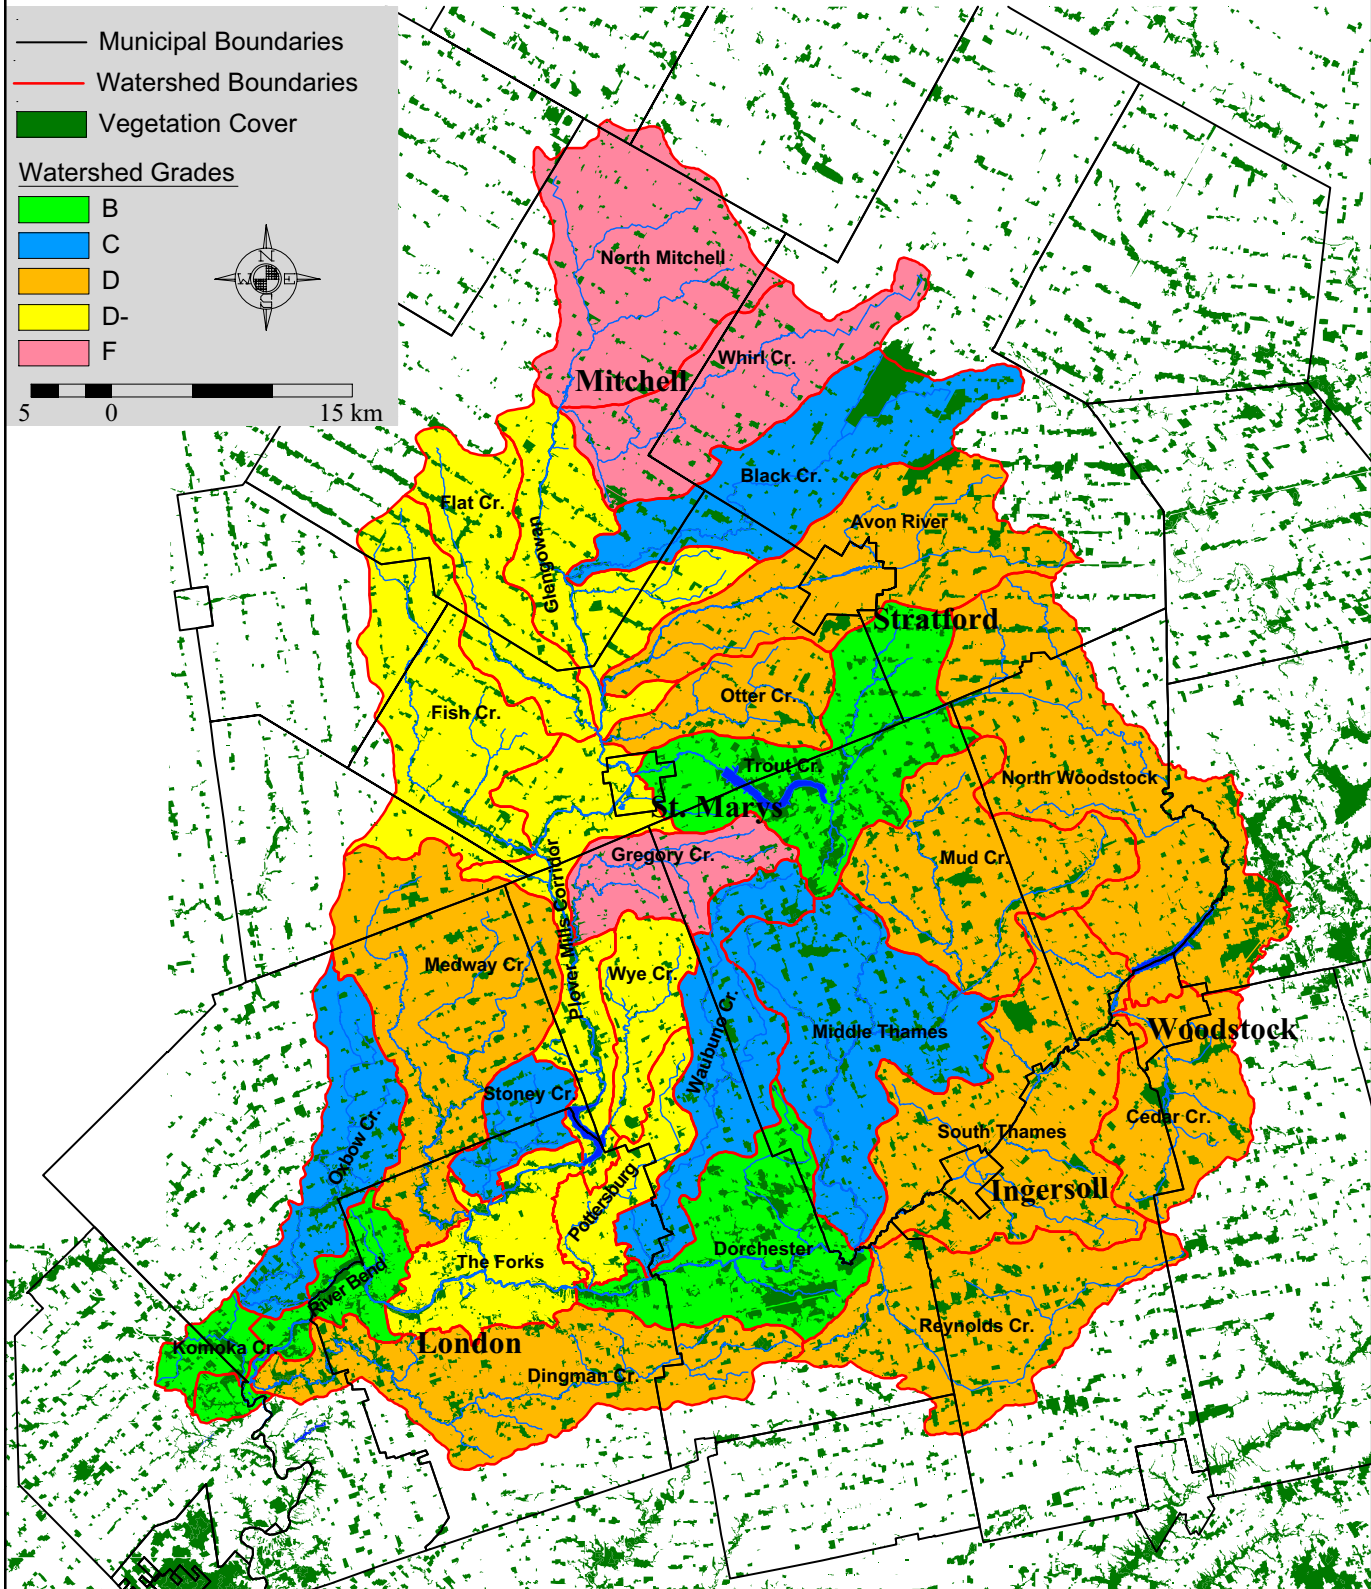 Municipal Boundaries
Watershed Boundaries
Vegetation Cover
Watershed Grades
B
C
D
D-
F
N
W
E
S
5 0 15 km
North Mitchell
Whirl Cr.
Mitchell
Black Cr.
Flat Cr.
Glengowan
Avon River
Stratford
Otter Cr.
Fish Cr.
Trout Cr.
North Woodstock
St. Marys
Gregory Cr.
Mud Cr.
Plover Mills Corridor
Medway Cr.
Wye Cr.
Waubuno Cr.
Middle Thames
Woodstock
Stoney Cr.
Oxbow Cr.
Cedar Cr.
South Thames
Ingersoll
Pottersburg
Dorchester
The Forks
River Bend
Komoka Cr.
London
Reynolds Cr.
Dingman Cr.